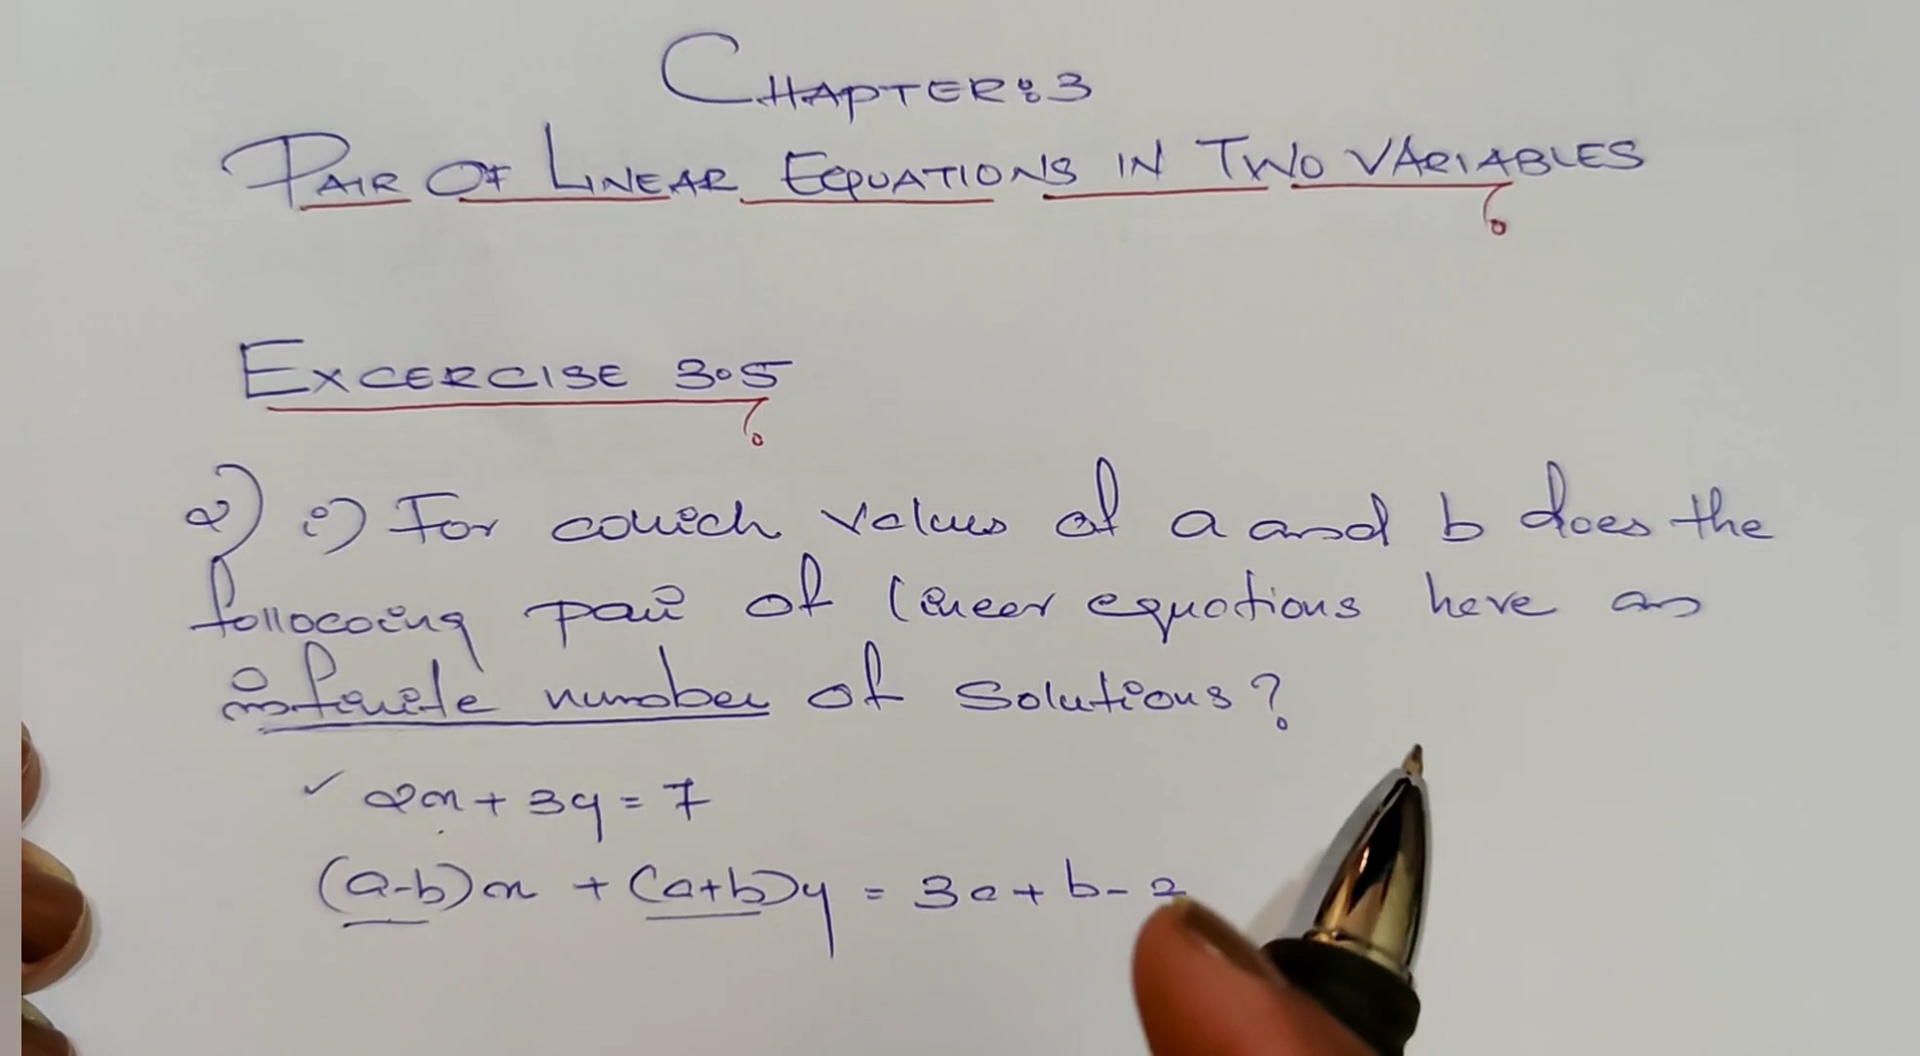 CHAPTER:3
PAIR OF LINEAR EQUATIONS IN TWO VARIABLES
EXCERCISE 3.5
2) i) For which values of a and b does the
following pair of linear equations have an
infinite number of solutions?
✓ 2x + 3y = 7
(a-b)x + (a+b)y = 3a + b - 2